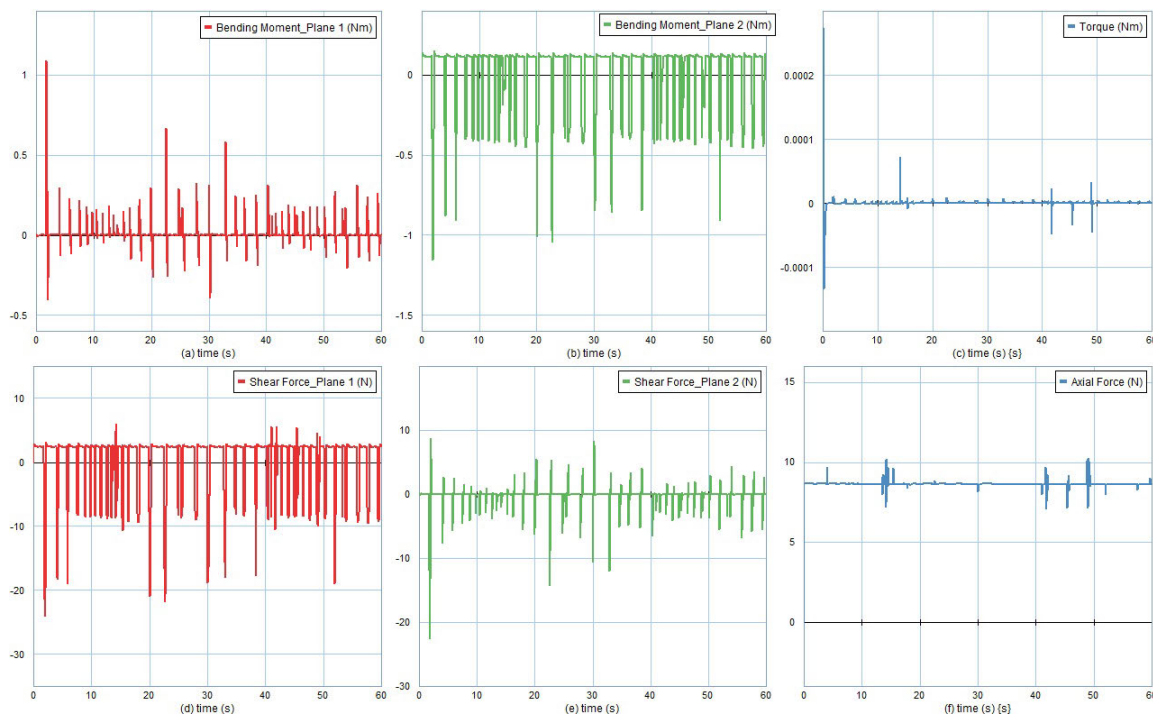 Bending Moment_Plane 1 (Nm)
1
0.5
0
-0.5
0 10 20 30 40 50 60
(a) time (s)
Bending Moment_Plane 2 (Nm)
0
-0.5
-1
-1.5
0 10 20 30 40 50 60
(b) time (s)
Torque (Nm)
0.0002
0.0001
0
-0.0001
0 10 20 30 40 50 60
(c) time (s) {s}
Shear Force_Plane 1 (N)
10
0
-10
-20
-30
0 10 20 30 40 50 60
(d) time (s)
Shear Force_Plane 2 (N)
10
0
-10
-20
-30
0 10 20 30 40 50 60
(e) time (s)
Axial Force (N)
15
10
5
0
0 10 20 30 40 50 60
(f) time (s) {s}